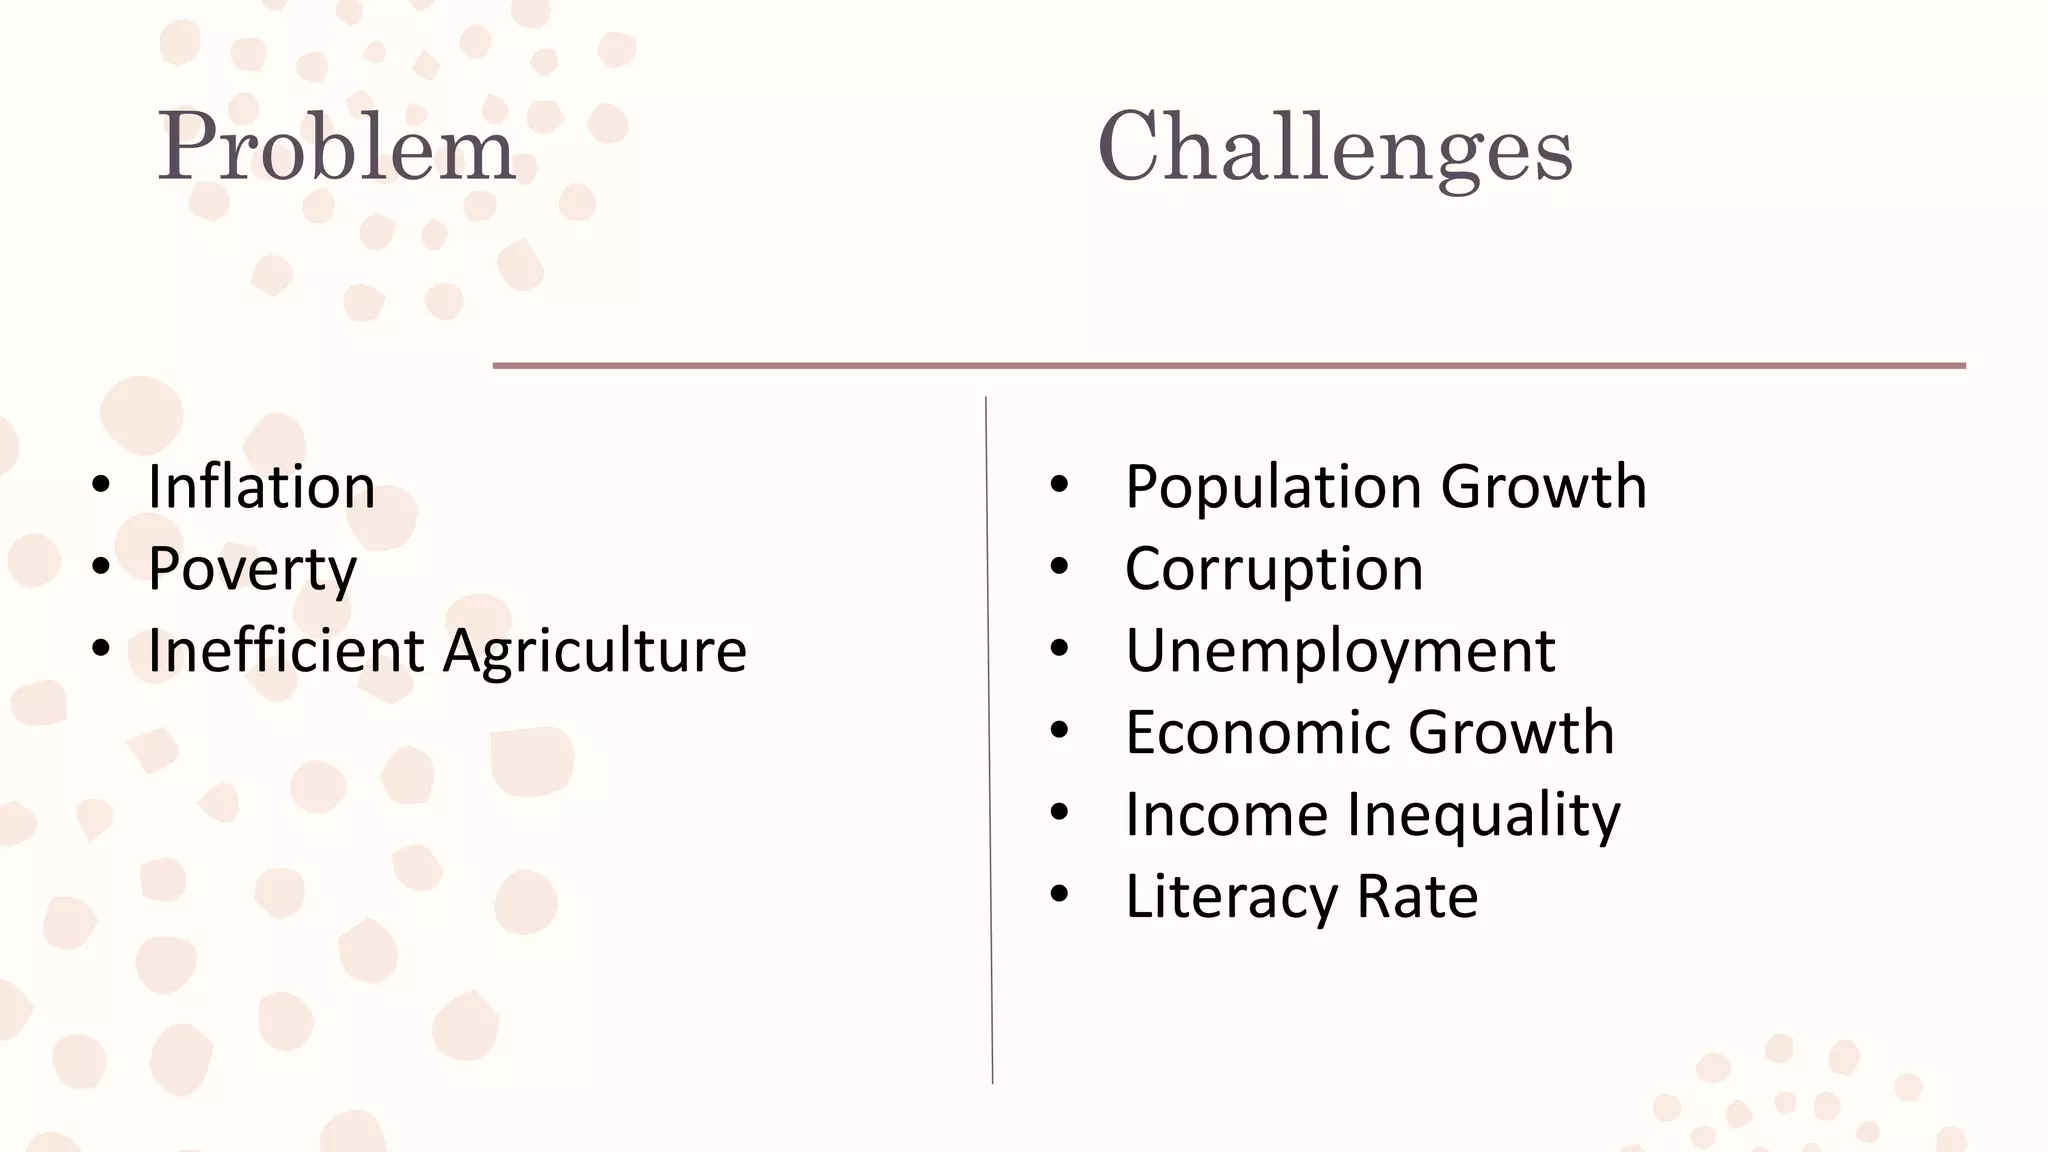 Problem
Challenges
• Inflation
• Poverty
• Inefficient Agriculture
• Population Growth
• Corruption
• Unemployment
• Economic Growth
• Income Inequality
• Literacy Rate